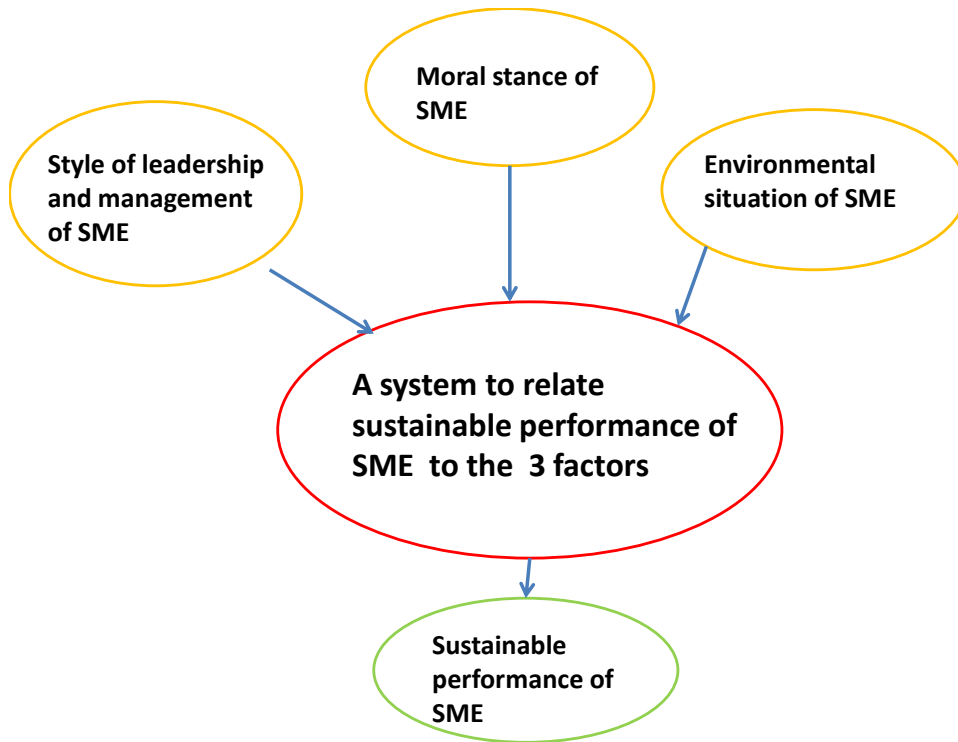 Moral stance of
SME
Style of leadership
and management
of SME
Environmental
situation of SME
A system to relate
sustainable performance of
SME  to the  3 factors
Sustainable
performance of
SME